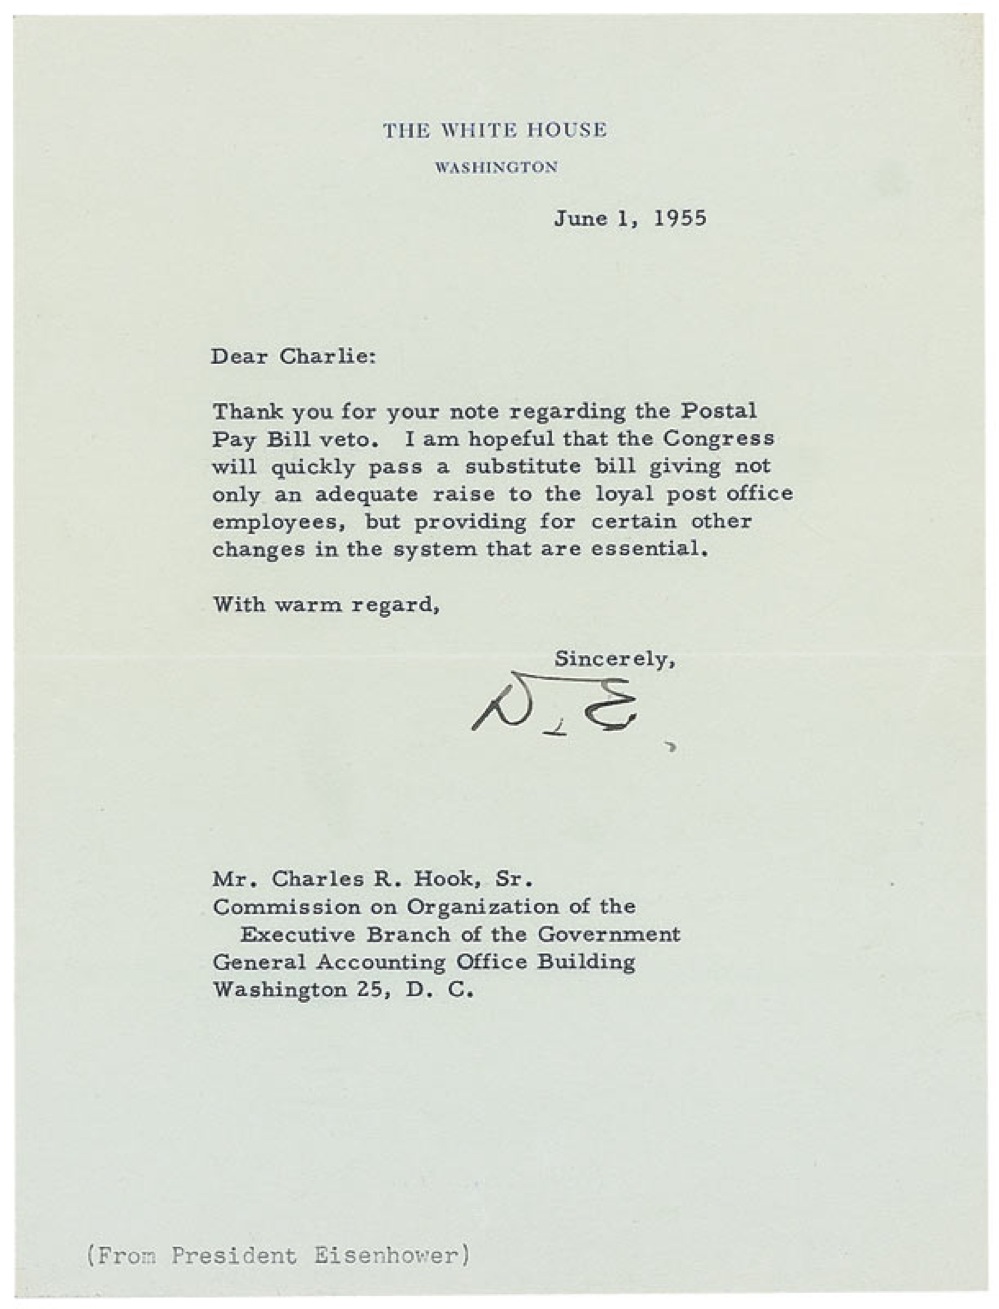 THE WHITE HOUSE
WASHINGTON
June 1, 1955
Dear Charlie:
Thank you for your note regarding the Postal
Pay Bill veto. I am hopeful that the Congress
will quickly pass a substitute bill giving not
only an adequate raise to the loyal post office
employees, but providing for certain other
changes in the system that are essential.
With warm regard,
Sincerely,
D. E.
Mr. Charles R. Hook, Sr.
Commission on Organization of the
Executive Branch of the Government
General Accounting Office Building
Washington 25, D. C.
(From President Eisenhower)